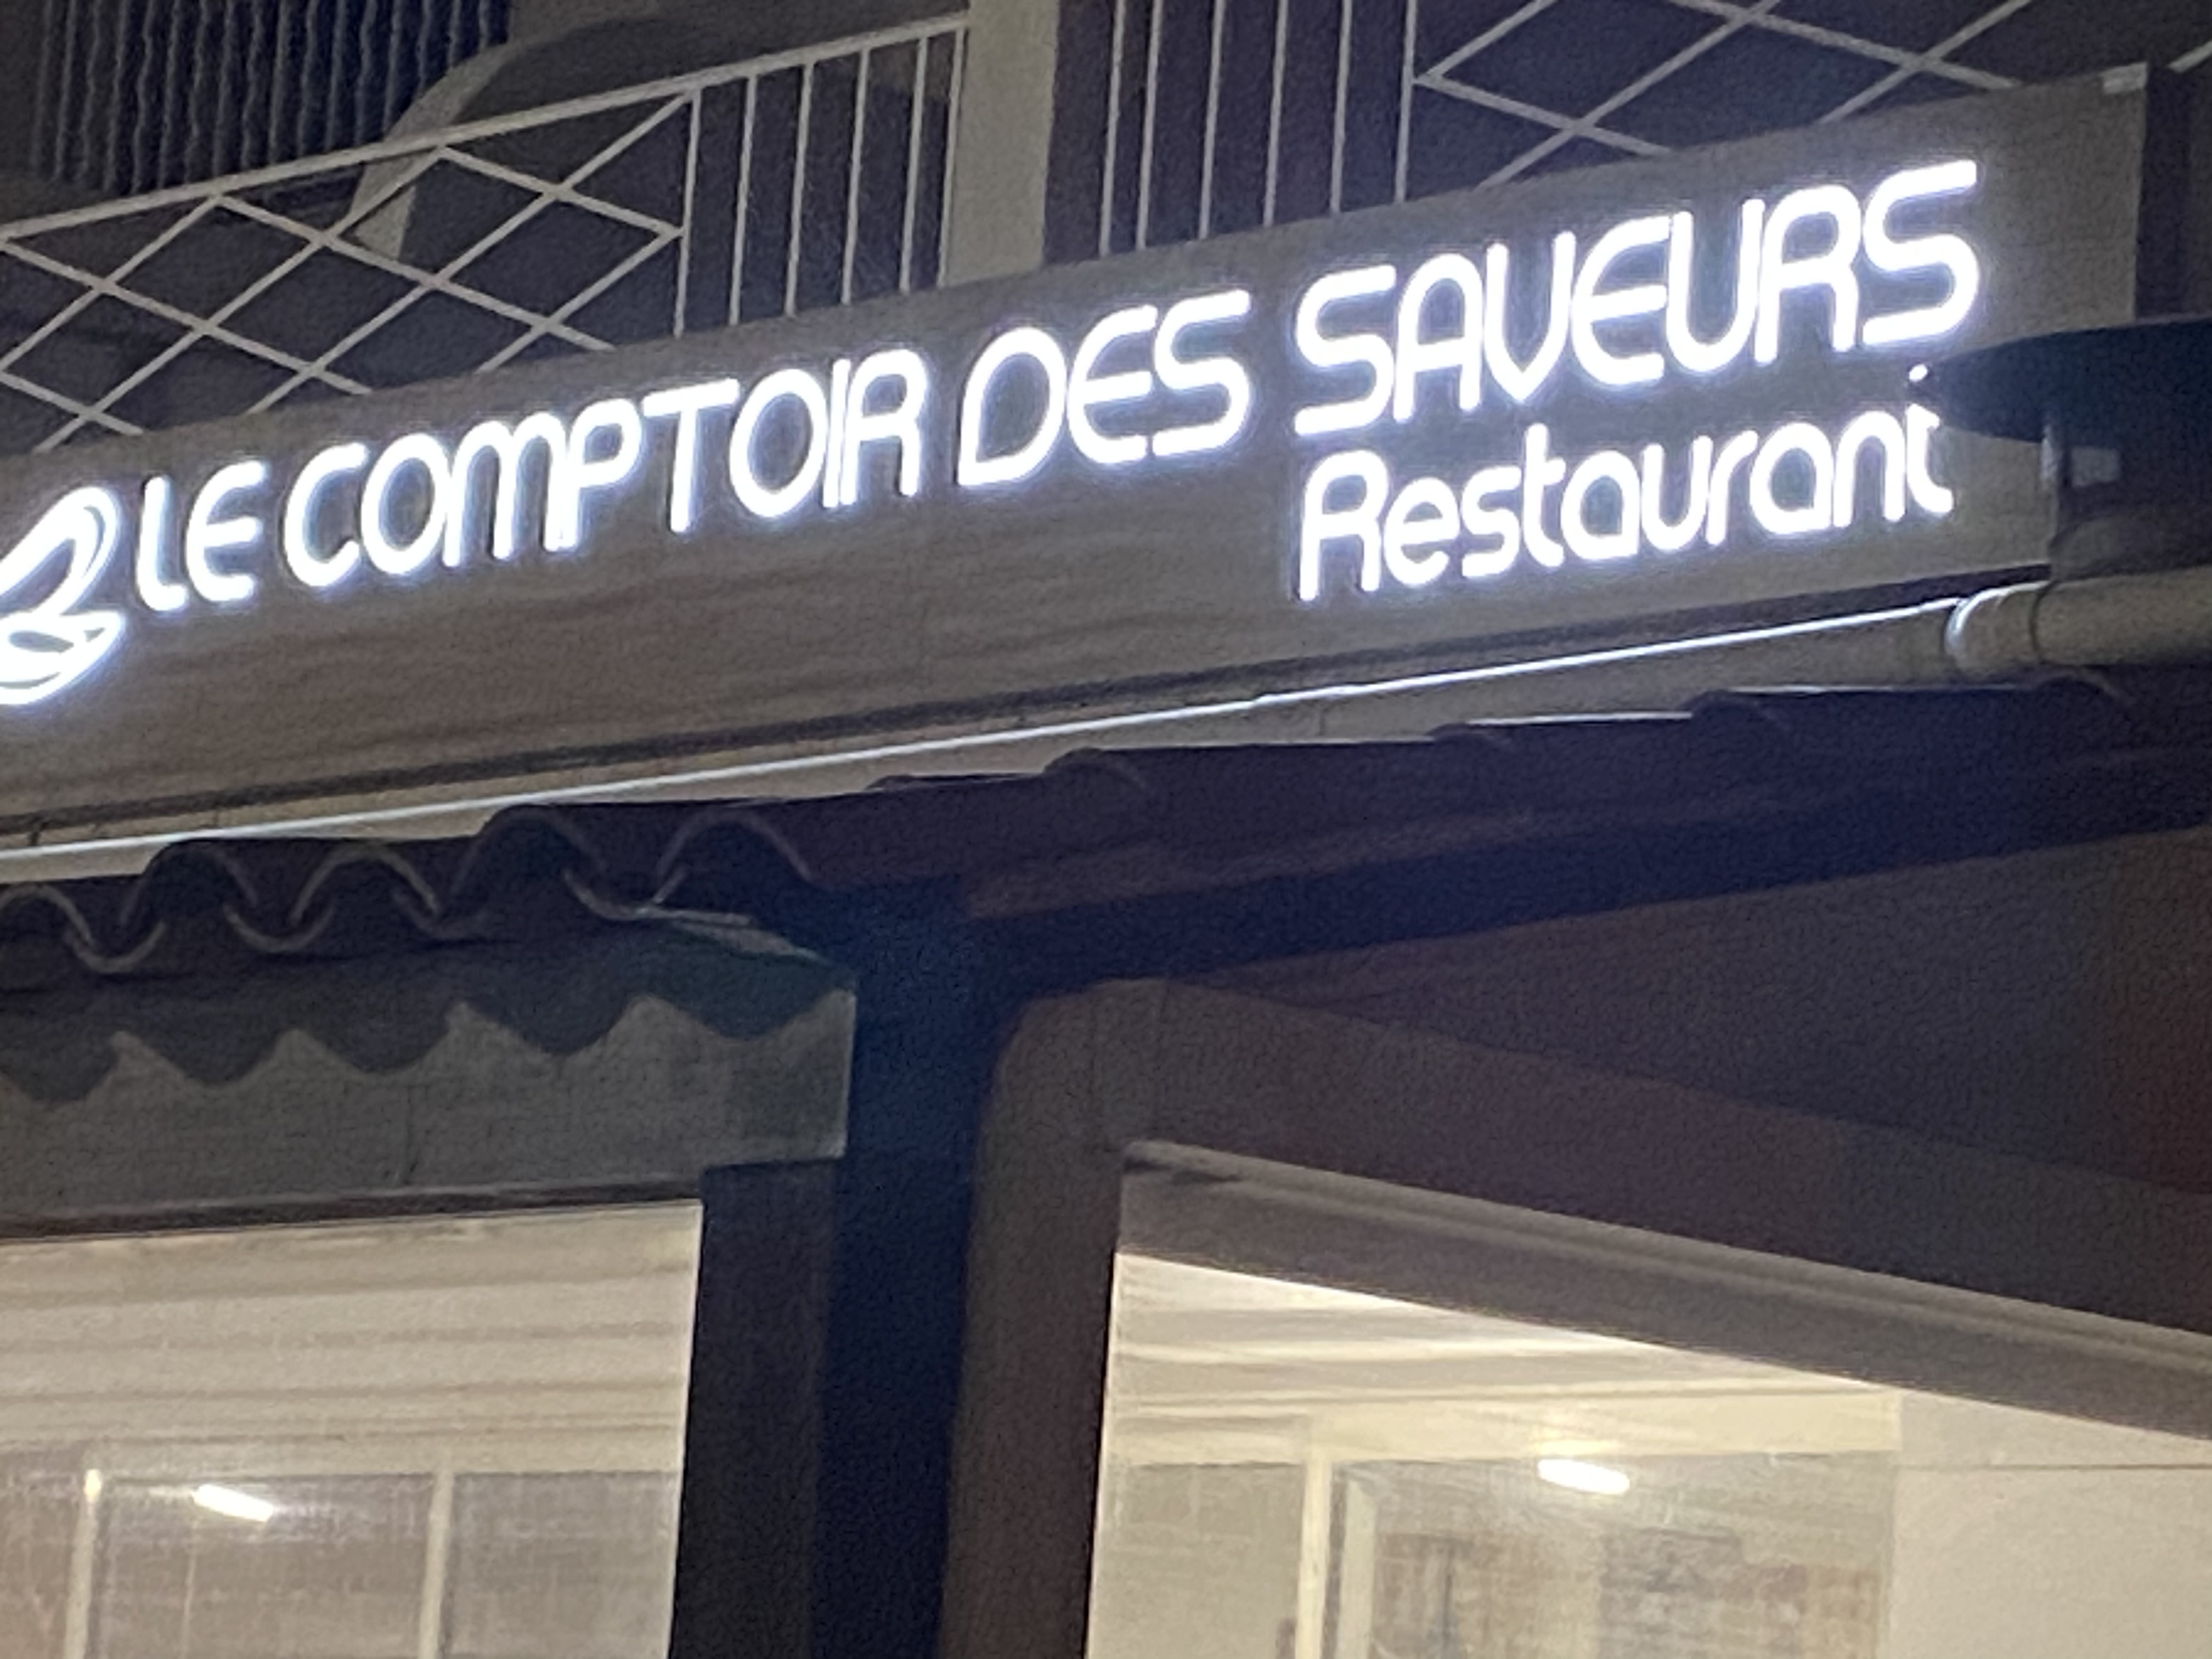 LE COMPTOIR DES SAVEURS
Restaurant